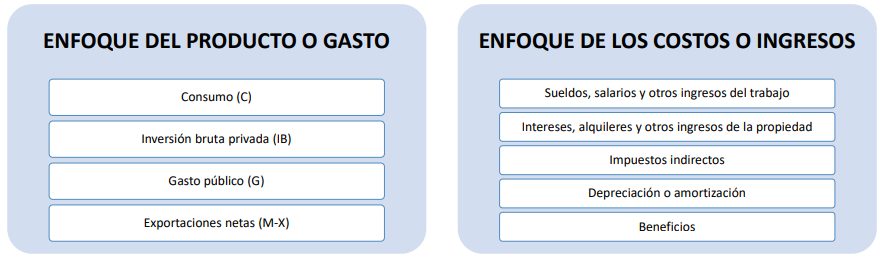 ENFOQUE DEL PRODUCTO O GASTO
Consumo (C)
Inversión bruta privada (IB)
Gasto público (G)
Exportaciones netas (M-X)
ENFOQUE DE LOS COSTOS O INGRESOS
Sueldos, salarios y otros ingresos del trabajo
Intereses, alquileres y otros ingresos de la propiedad
Impuestos indirectos
Depreciación o amortización
Beneficios